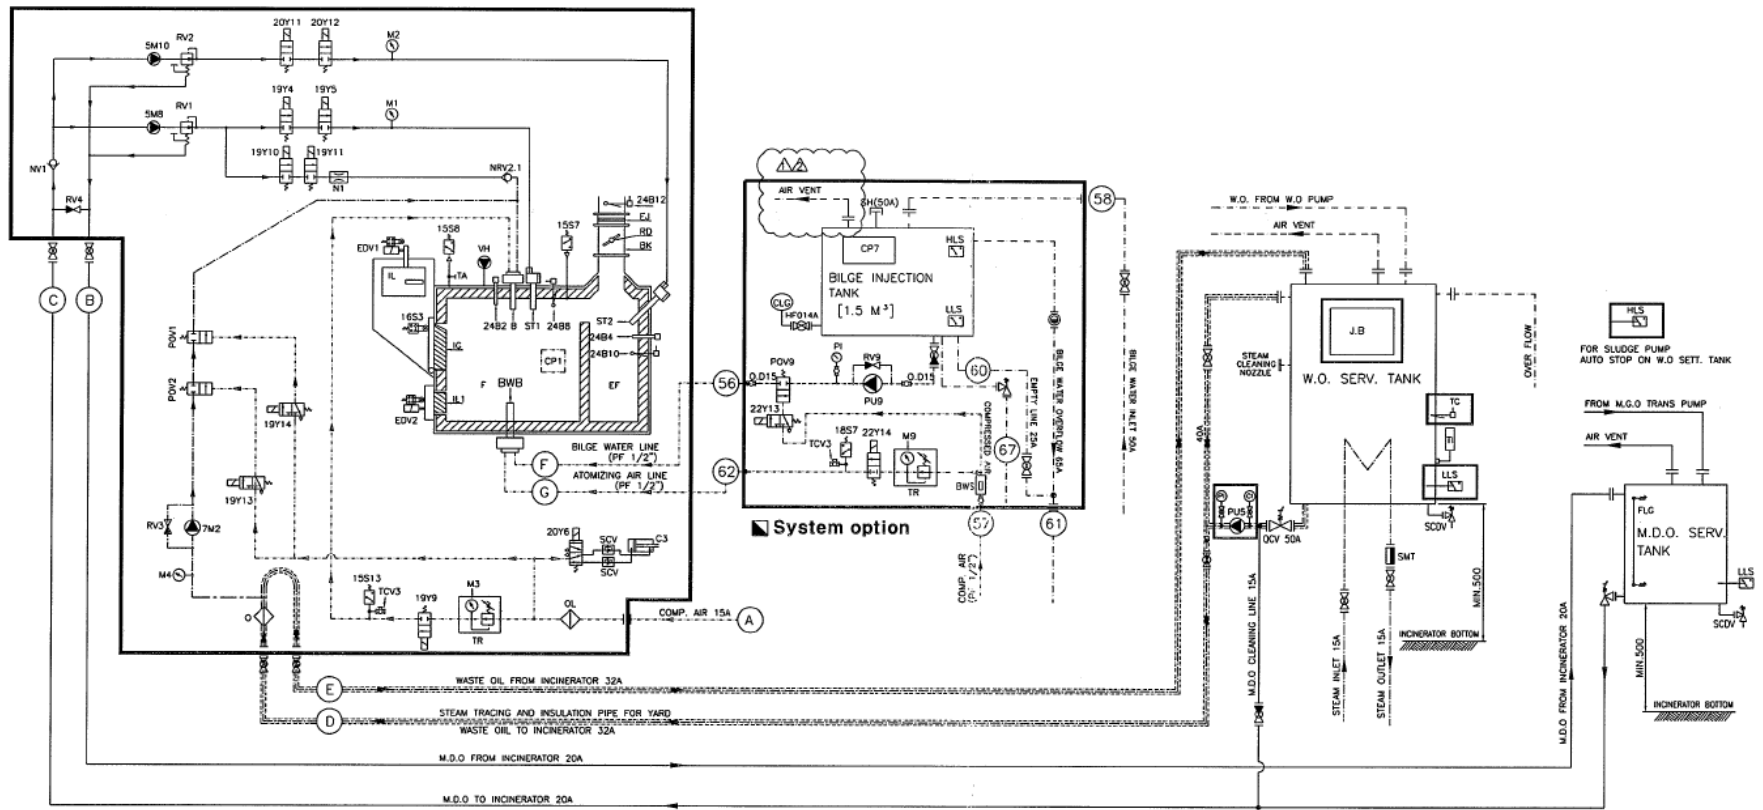 20Y11 20Y12
M2
5M10
RV2
19Y4 19Y5
M1
5M8
RV1
19Y10 19Y11
N1
NRV2.1
NV1
RV4
24B12
EJ
RD
BK
15S8
15S7
VH
EDV1
IL
TA
24B2 B ST1 24B8
ST2
24B4
24B10
16S3
IG
CP1
F
BWB
EF
IL1
EDV2
POV1
POV2
19Y14
19Y13
RV3
7M2
M4
BILGE WATER LINE
(PF 1/2")
F
ATOMIZING AIR LINE
(PF 1/2")
G
20Y6
SCV
SCV
C3
15S13
TCV3
19Y9
M3
TR
OL
COMP. AIR 15A
A
O
C
B
E
WASTE OIL FROM INCINERATOR 32A
D
STEAM TRACING AND INSULATION PIPE FOR YARD
WASTE OIIL TO INCINERATOR 32A
M.D.O FROM INCINERATOR 20A
M.D.O TO INCINERATOR 20A
1 2
AIR VENT
SH(50A)
58
CP7
HLS
BILGE INJECTION
TANK
[1.5 M³]
LLS
CLG
HF014A
PI
POV9
RV9
O.D15
O.D15
PU9
56
60
22Y13
18S7
22Y14
TCV3
M9
TR
62
BWS
COMPRESSED AIR
67
EMPTY LINE 25A
BILGE WATER OVERFLOW 65A
BILGE WATER INLET 50A
57
61
System option
COMP. AIR
(PF 1/2")
W.O. FROM W.O PUMP
AIR VENT
J.B
W.O. SERV. TANK
STEAM
CLEANING
NOZZLE
OVER FLOW
TC
TI
LLS
SCDV
40A
PU5
OCV 50A
SMT
M.D.O CLEANING LINE 15A
STEAM INLET 15A
STEAM OUTLET 15A
MIN.500
INCINERATOR BOTTOM
HLS
FOR SLUDGE PUMP
AUTO STOP ON W.O SETT. TANK
FROM M.G.O TRANS PUMP
AIR VENT
FLG
M.D.O. SERV.
TANK
LLS
SCDV
MIN.500
INCINERATOR BOTTOM
M.D.O FROM INCINERATOR 20A